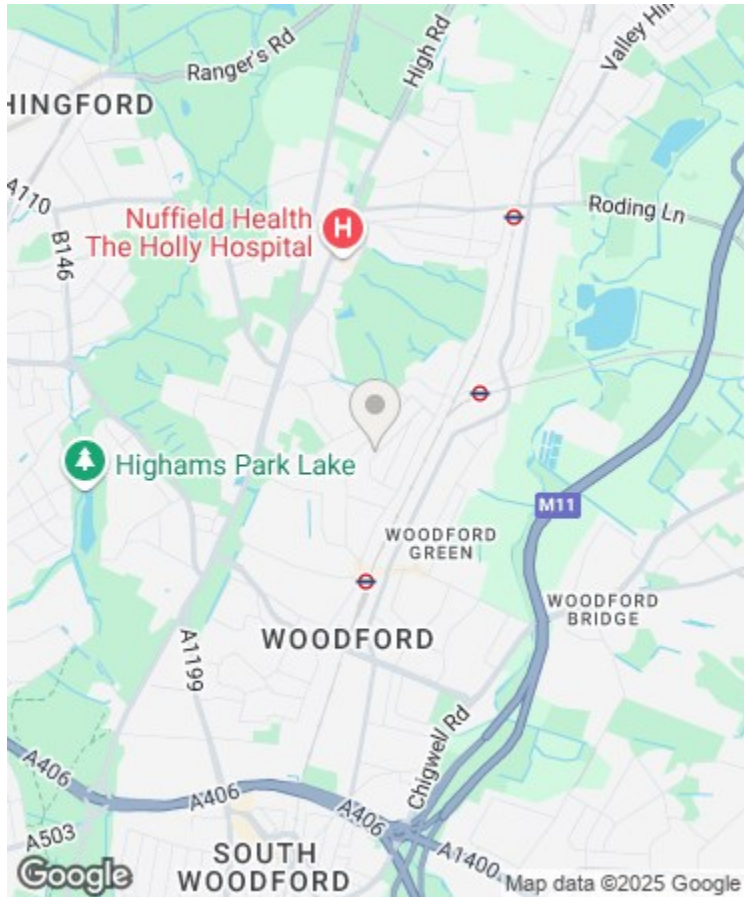 Ranger's Rd
High Rd
Valley Hill
HINGFORD
A110
B146
Nuffield Health
The Holly Hospital
H
Roding Ln
Highams Park Lake
M11
WOODFORD
GREEN
WOODFORD
BRIDGE
WOODFORD
A1199
Chigwell Rd
A406
A406
A406
A503
A1400
SOUTH
WOODFORD
Google
Map data ©2025 Google